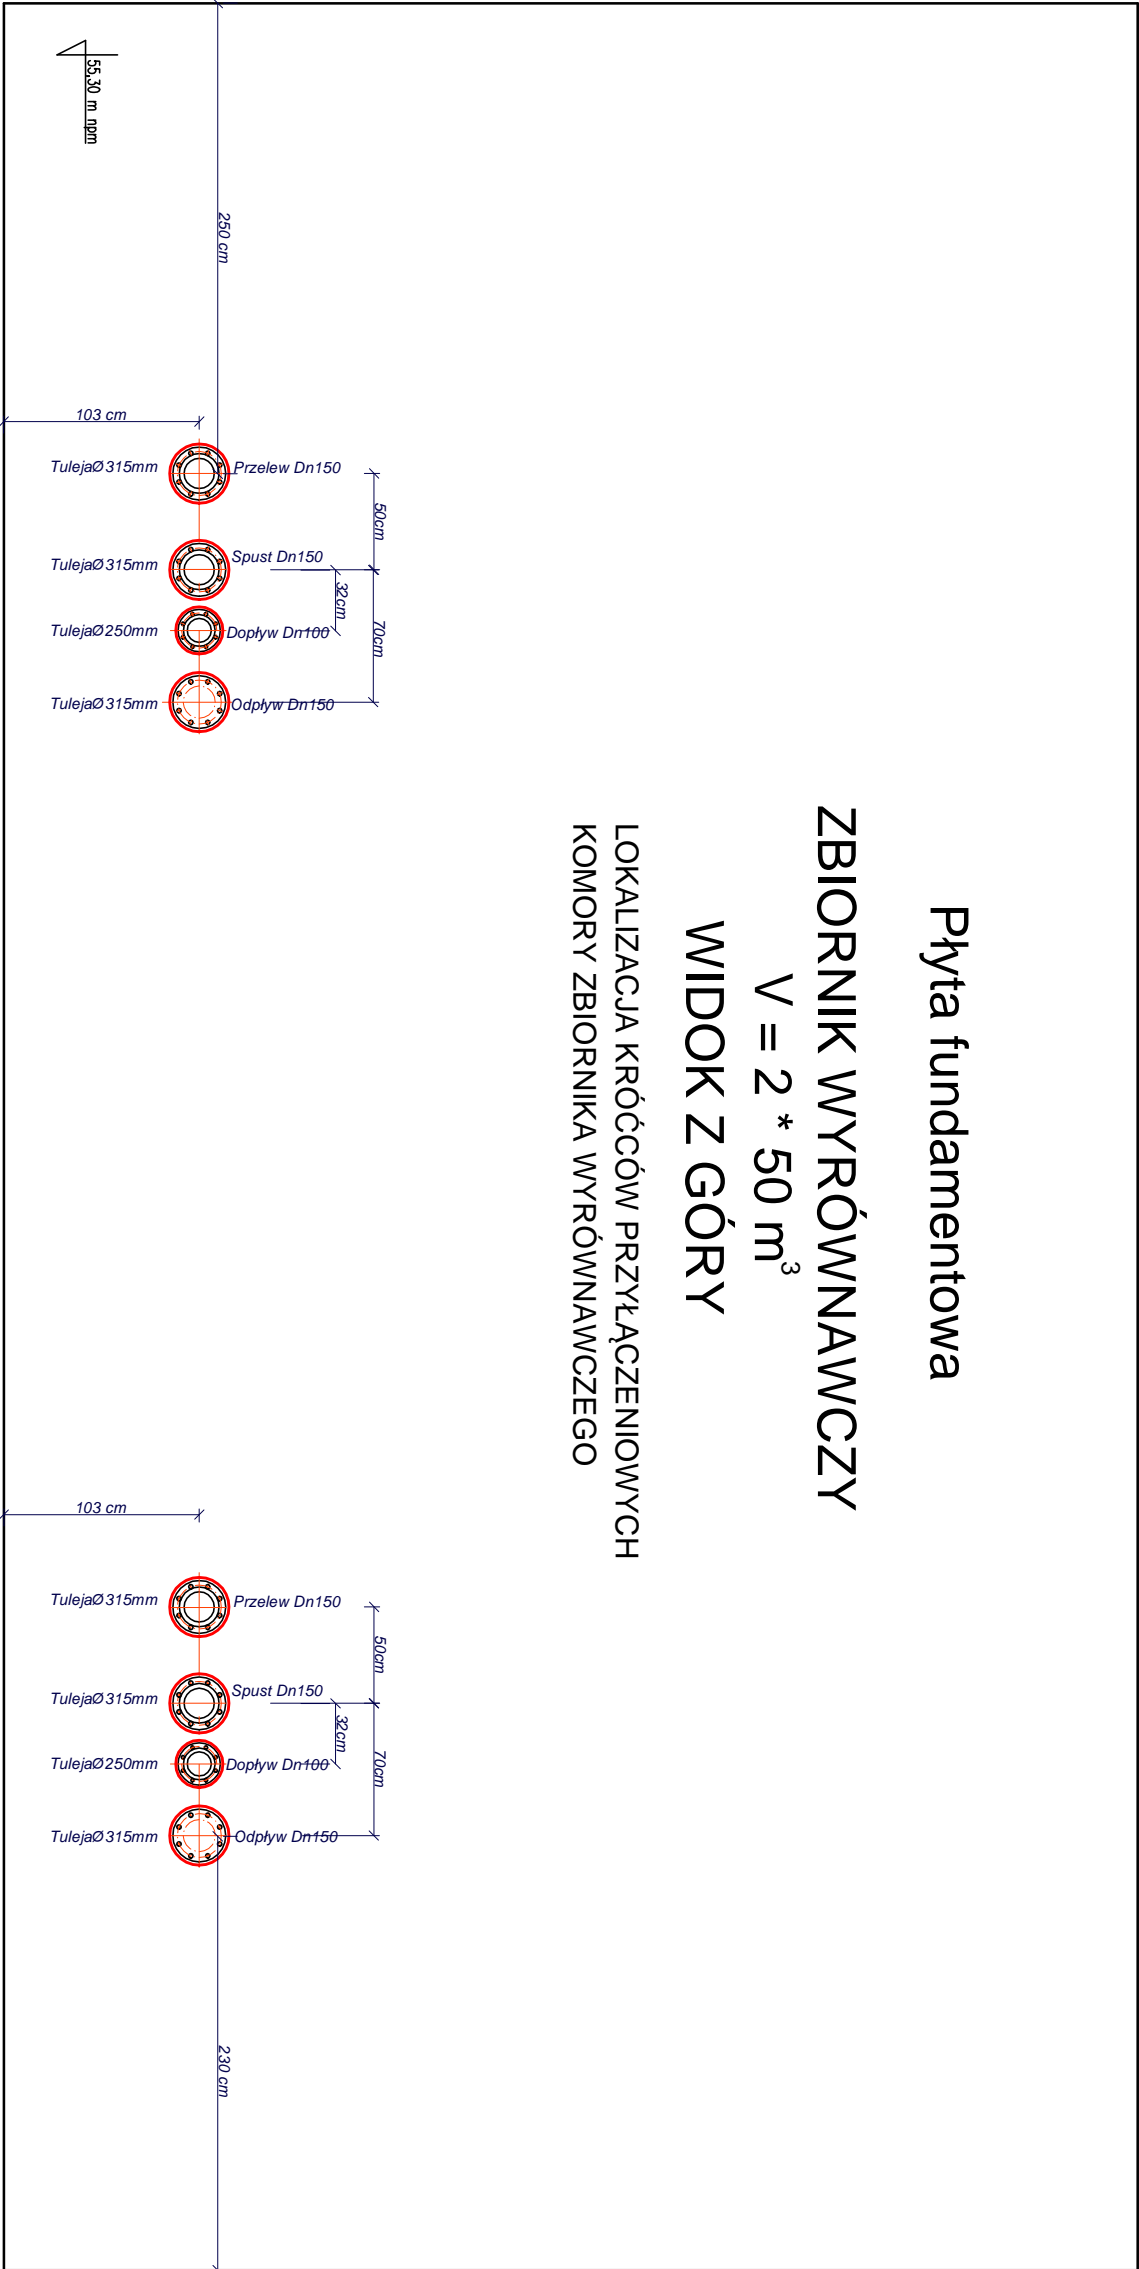 Płyta fundamentowa
ZBIORNIK WYRÓWNAWCZY
V = 2 * 50 m³
WIDOK Z GÓRY
LOKALIZACJA KRÓĆCÓW PRZYŁĄCZENIOWYCH
KOMORY ZBIORNIKA WYRÓWNAWCZEGO
55,30 m npm
250 cm
103 cm
TulejaØ315mm
Przelew Dn150
50cm
TulejaØ315mm
Spust Dn150
32cm
TulejaØ250mm
Dopływ Dn100
70cm
TulejaØ315mm
Odpływ Dn150
103 cm
TulejaØ315mm
Przelew Dn150
50cm
TulejaØ315mm
Spust Dn150
32cm
TulejaØ250mm
Dopływ Dn100
70cm
TulejaØ315mm
Odpływ Dn150
230 cm